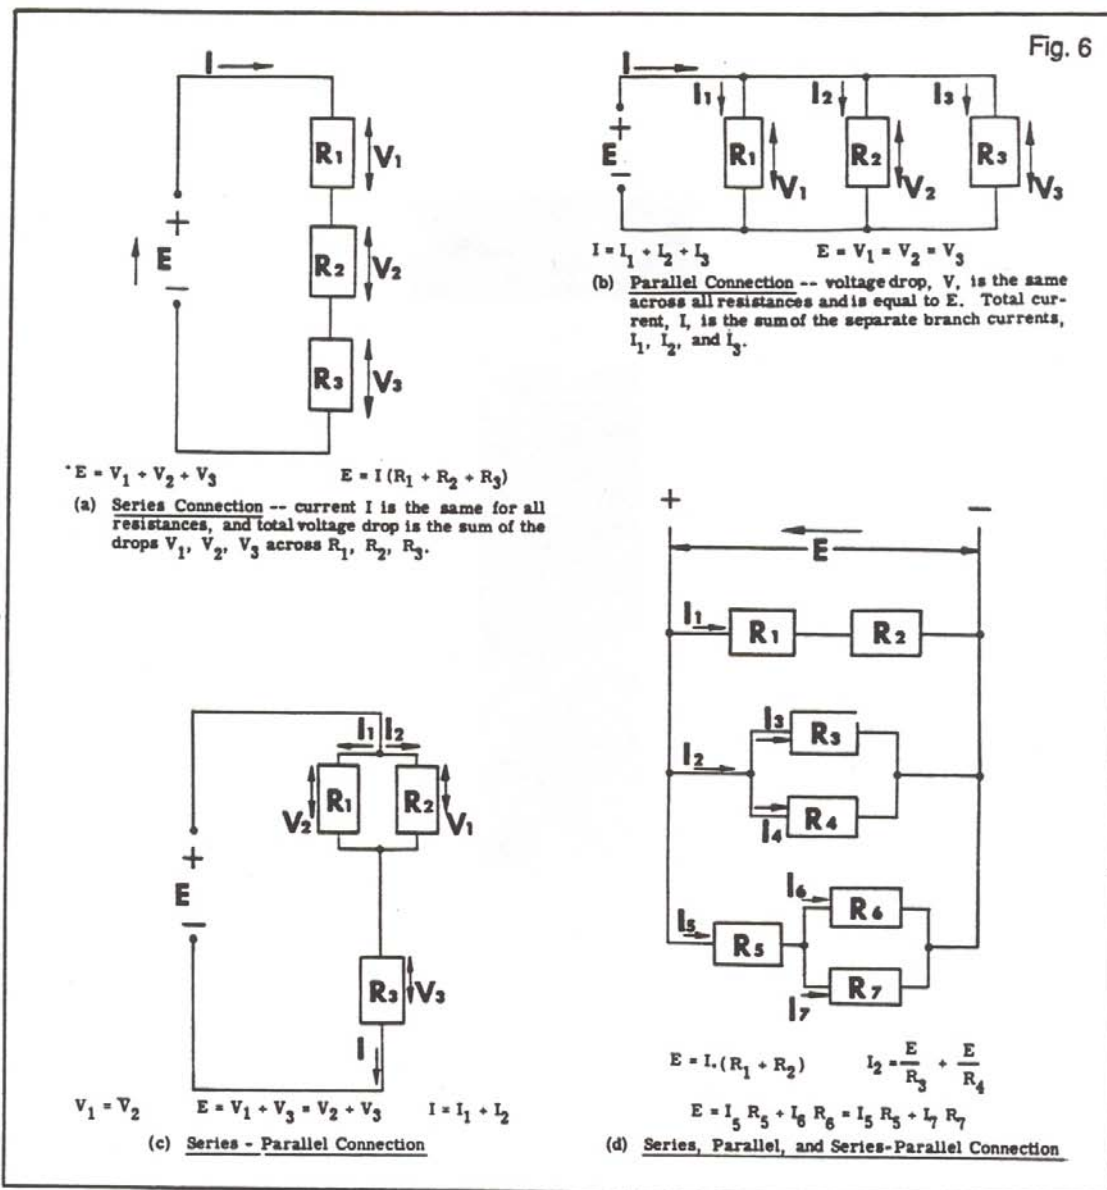 Fig. 6
I
R1 V1
+
E
R2 V2
−
R3 V3
E = V1 + V2 + V3 E = I (R1 + R2 + R3)
(a) Series Connection -- current I is the same for all
resistances, and total voltage drop is the sum of the
drops V1, V2, V3 across R1, R2, R3.
I
I1 I2 I3
+
E R1 R2 R3
−
V1 V2 V3
I = I1 + I2 + I3 E = V1 = V2 = V3
(b) Parallel Connection -- voltage drop, V, is the same
across all resistances and is equal to E. Total cur-
rent, I, is the sum of the separate branch currents,
I1, I2, and I3.
I1 I2
R1 R2
V2 V1
+
E
−
R3 V3
I
V1 = V2 E = V1 + V3 = V2 + V3 I = I1 + I2
(c) Series - Parallel Connection
+ −
E
I1 R1 R2
I3 R3
I2
I4 R4
I6 R6
I5 R5
I7 R7
E = I. (R1 + R2) I2 = E/R3 + E/R4
E = I5 R5 + I6 R6 = I5 R5 + I7 R7
(d) Series, Parallel, and Series-Parallel Connection